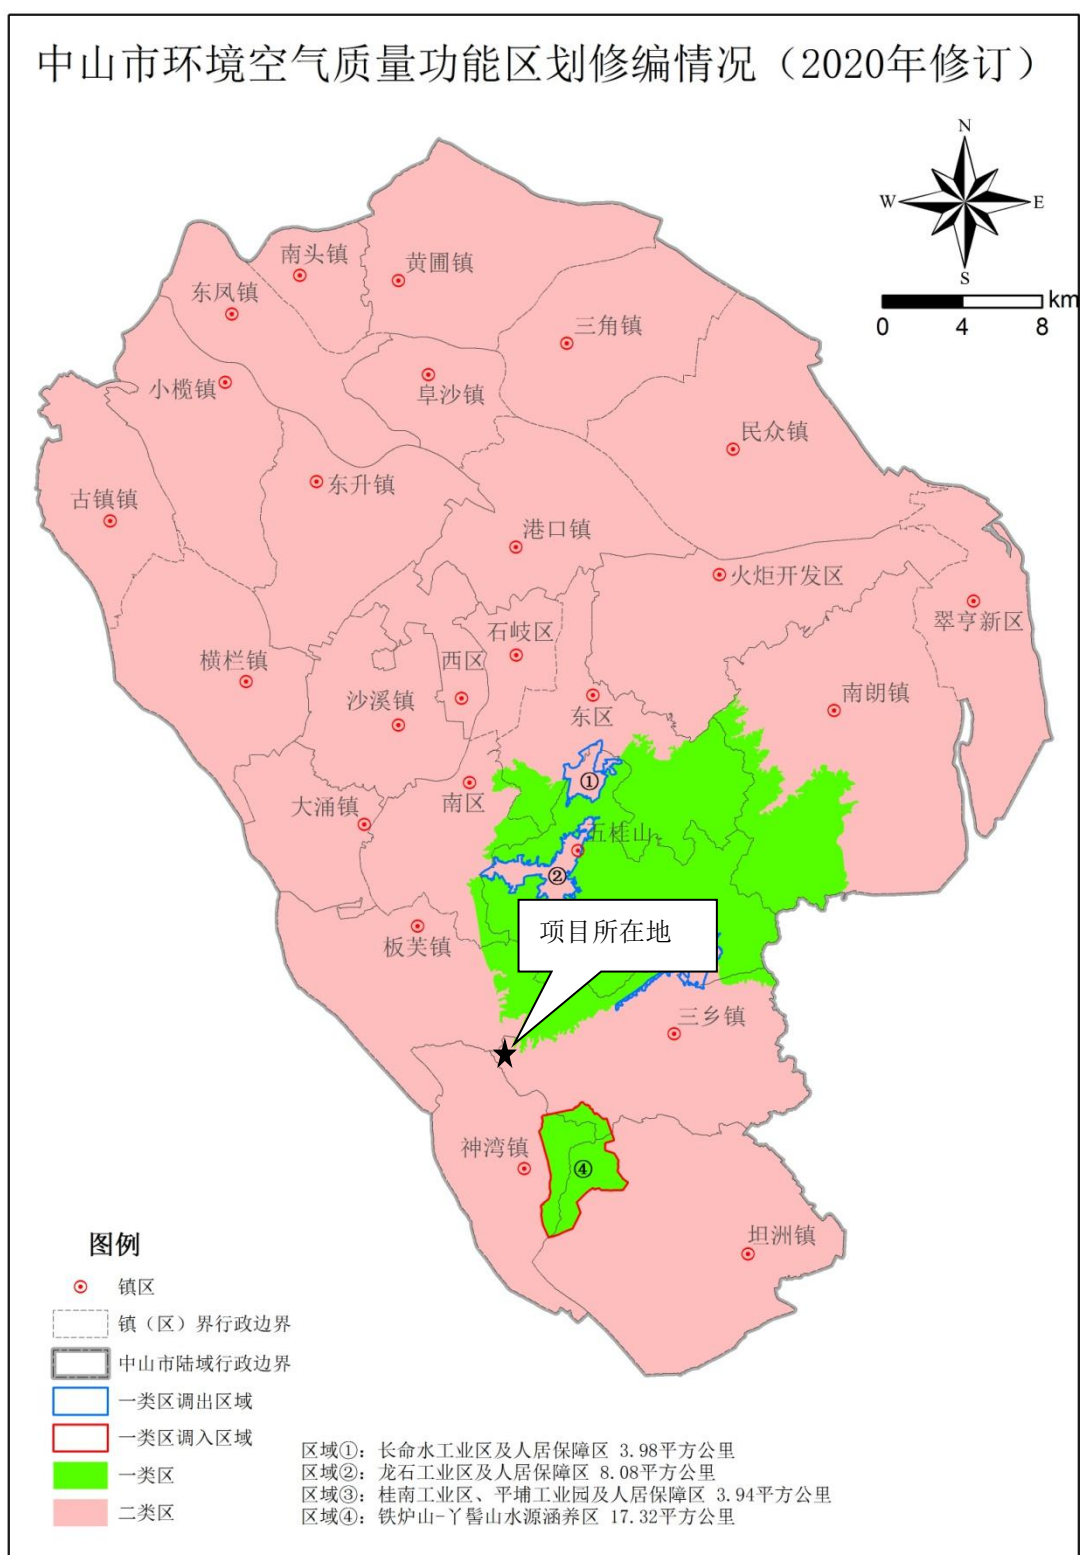 中山市环境空气质量功能区划修编情况（2020年修订）
N
W
E
S
km
0 4 8
南头镇
黄圃镇
东凤镇
三角镇
小榄镇
阜沙镇
民众镇
东升镇
古镇镇
港口镇
火炬开发区
翠亨新区
石岐区
横栏镇
西区
沙溪镇
东区
南朗镇
①
南区
大涌镇
五桂山
②
项目所在地
板芙镇
三乡镇
神湾镇
④
坦洲镇
图例
镇区
镇（区）界行政边界
中山市陆域行政边界
一类区调出区域
一类区调入区域
一类区
二类区
区域①：长命水工业区及人居保障区 3.98平方公里
区域②：龙石工业区及人居保障区 8.08平方公里
区域③：桂南工业区、平埔工业园及人居保障区 3.94平方公里
区域④：铁炉山-丫髻山水源涵养区 17.32平方公里